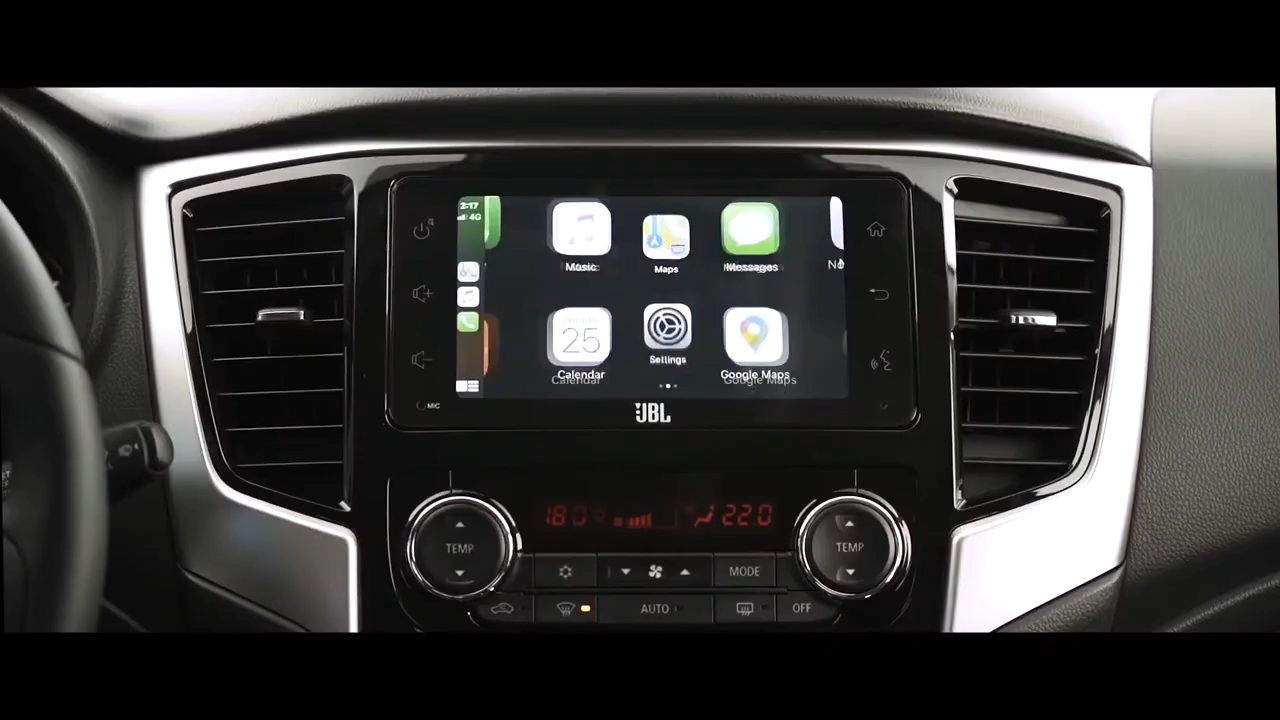 2:17
4G
Music
Maps
Messages
25
Calendar
Settings
Google Maps
MIC
JBL
18.0
22.0
TEMP
TEMP
MODE
AUTO
OFF